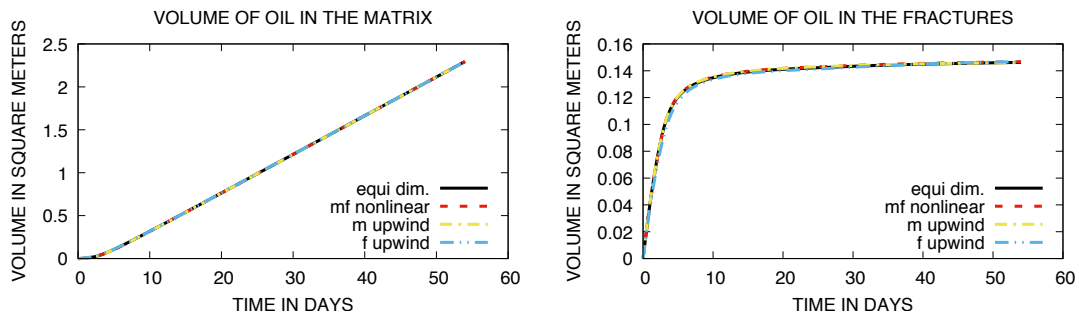 VOLUME OF OIL IN THE MATRIX
VOLUME IN SQUARE METERS
2.5
2
1.5
1
0.5
0
equi dim.
mf nonlinear
m upwind
f upwind
0 10 20 30 40 50 60
TIME IN DAYS
VOLUME OF OIL IN THE FRACTURES
VOLUME IN SQUARE METERS
0.16
0.14
0.12
0.1
0.08
0.06
0.04
0.02
0
equi dim.
mf nonlinear
m upwind
f upwind
0 10 20 30 40 50 60
TIME IN DAYS